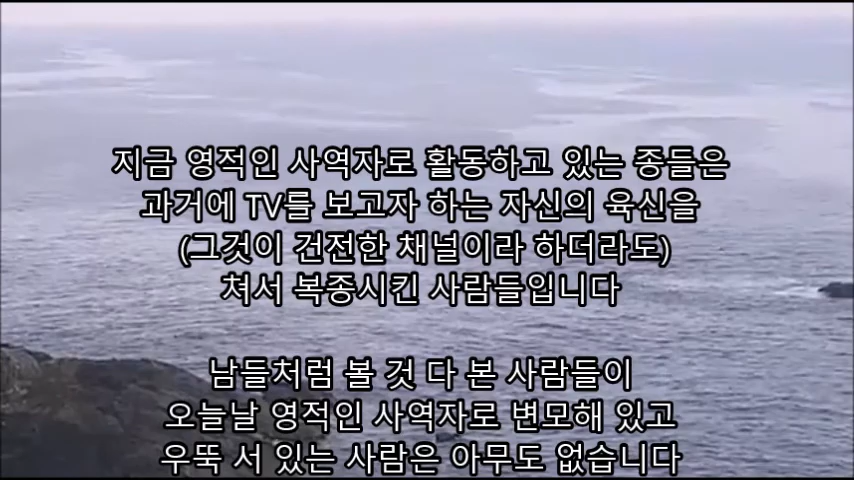 지금 영적인 사역자로 활동하고 있는 종들은
과거에 TV를 보고자 하는 자신의 육신을
(그것이 건전한 채널이라 하더라도)
쳐서 복종시킨 사람들입니다
남들처럼 볼 것 다 본 사람들이
오늘날 영적인 사역자로 변모해 있고
우뚝 서 있는 사람은 아무도 없습니다